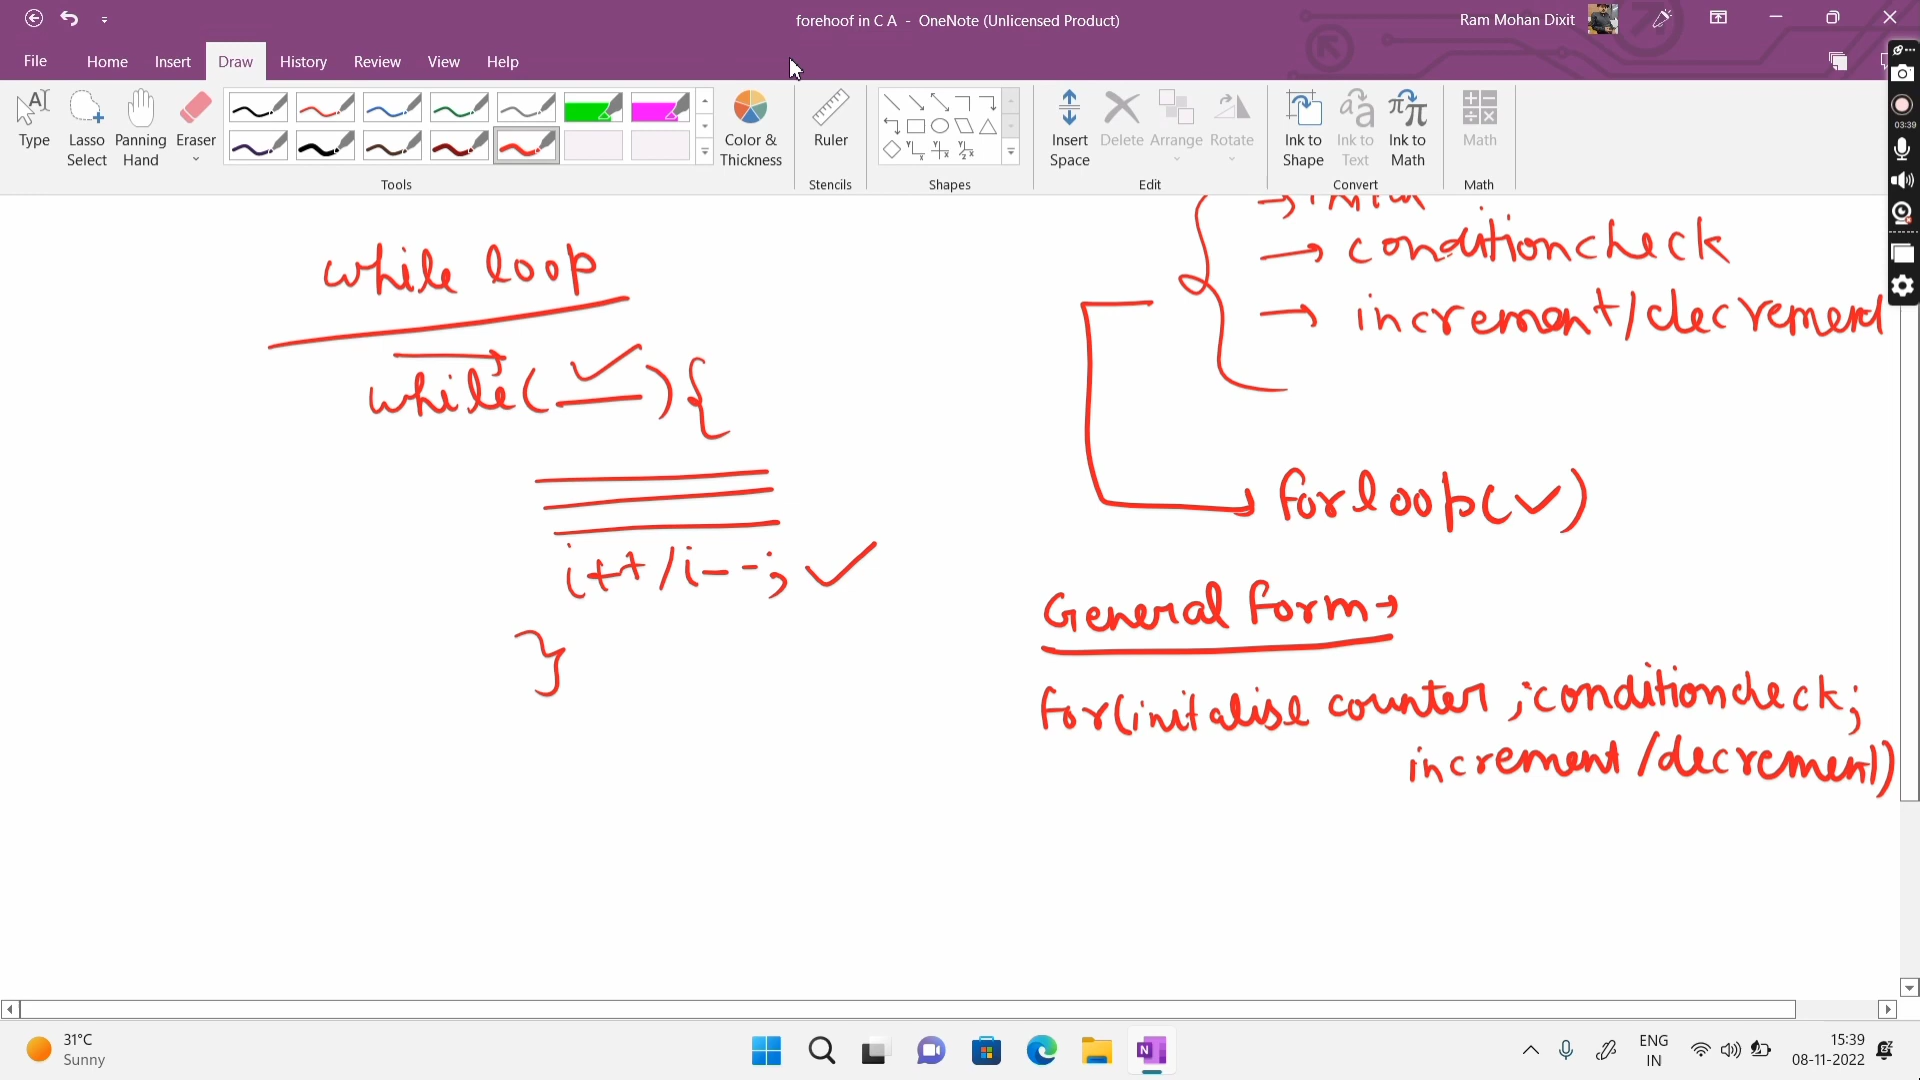 forehoof in C A - OneNote (Unlicensed Product)
Ram Mohan Dixit
File Home Insert Draw History Review View Help
Type
Lasso Select
Panning Hand
Eraser
Color & Thickness
Ruler
Insert Space
Delete
Arrange
Rotate
Ink to Shape
Ink to Text
Ink to Math
Math
Tools
Stencils
Shapes
Edit
Convert
Math
03:39
while loop
while( ✓ ) {
i++/i--; ✓
}
→ conditioncheck
→ increment/decrement
→ forloop(✓)
General form→
for(initalise counter ;conditioncheck;
increment/decrement)
31°C
Sunny
ENG
IN
15:39
08-11-2022